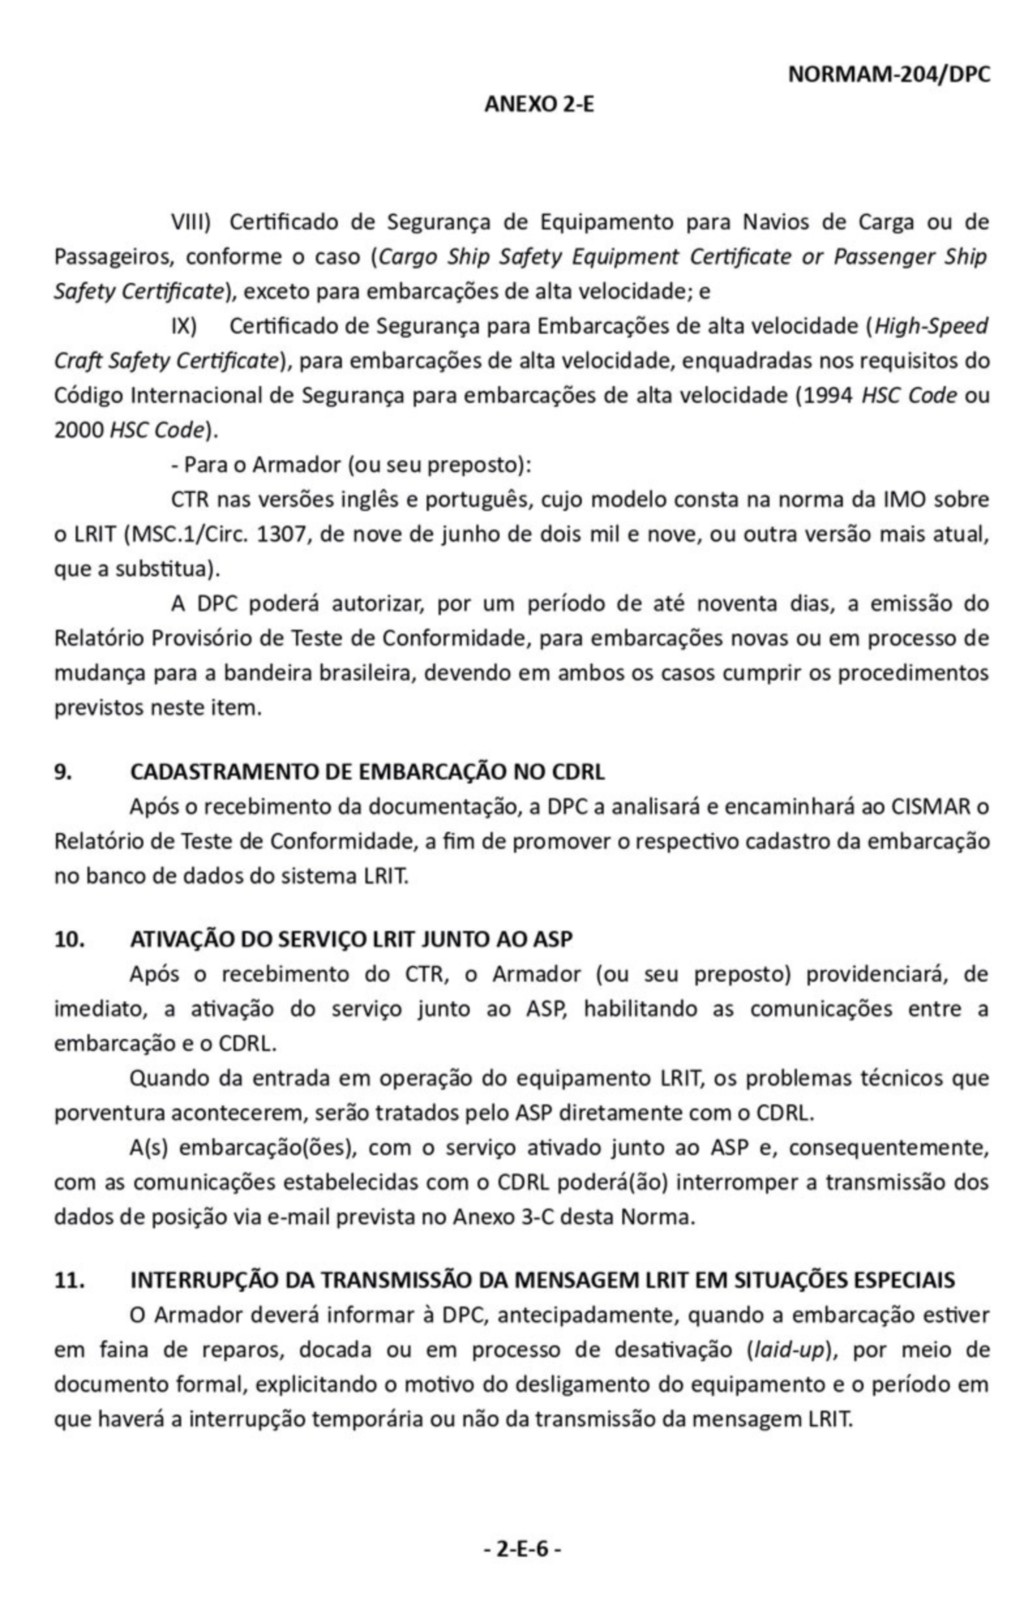 NORMAM-204/DPC
ANEXO 2-E
VIII) Certificado de Segurança de Equipamento para Navios de Carga ou de
Passageiros, conforme o caso (Cargo Ship Safety Equipment Certificate or Passenger Ship
Safety Certificate), exceto para embarcações de alta velocidade; e
IX) Certificado de Segurança para Embarcações de alta velocidade (High-Speed
Craft Safety Certificate), para embarcações de alta velocidade, enquadradas nos requisitos do
Código Internacional de Segurança para embarcações de alta velocidade (1994 HSC Code ou
2000 HSC Code).
- Para o Armador (ou seu preposto):
CTR nas versões inglês e português, cujo modelo consta na norma da IMO sobre
o LRIT (MSC.1/Circ. 1307, de nove de junho de dois mil e nove, ou outra versão mais atual,
que a substitua).
A DPC poderá autorizar, por um período de até noventa dias, a emissão do
Relatório Provisório de Teste de Conformidade, para embarcações novas ou em processo de
mudança para a bandeira brasileira, devendo em ambos os casos cumprir os procedimentos
previstos neste item.
9. CADASTRAMENTO DE EMBARCAÇÃO NO CDRL
Após o recebimento da documentação, a DPC a analisará e encaminhará ao CISMAR o
Relatório de Teste de Conformidade, a fim de promover o respectivo cadastro da embarcação
no banco de dados do sistema LRIT.
10. ATIVAÇÃO DO SERVIÇO LRIT JUNTO AO ASP
Após o recebimento do CTR, o Armador (ou seu preposto) providenciará, de
imediato, a ativação do serviço junto ao ASP, habilitando as comunicações entre a
embarcação e o CDRL.
Quando da entrada em operação do equipamento LRIT, os problemas técnicos que
porventura acontecerem, serão tratados pelo ASP diretamente com o CDRL.
A(s) embarcação(ões), com o serviço ativado junto ao ASP e, consequentemente,
com as comunicações estabelecidas com o CDRL poderá(ão) interromper a transmissão dos
dados de posição via e-mail prevista no Anexo 3-C desta Norma.
11. INTERRUPÇÃO DA TRANSMISSÃO DA MENSAGEM LRIT EM SITUAÇÕES ESPECIAIS
O Armador deverá informar à DPC, antecipadamente, quando a embarcação estiver
em faina de reparos, docada ou em processo de desativação (laid-up), por meio de
documento formal, explicitando o motivo do desligamento do equipamento e o período em
que haverá a interrupção temporária ou não da transmissão da mensagem LRIT.
- 2-E-6 -